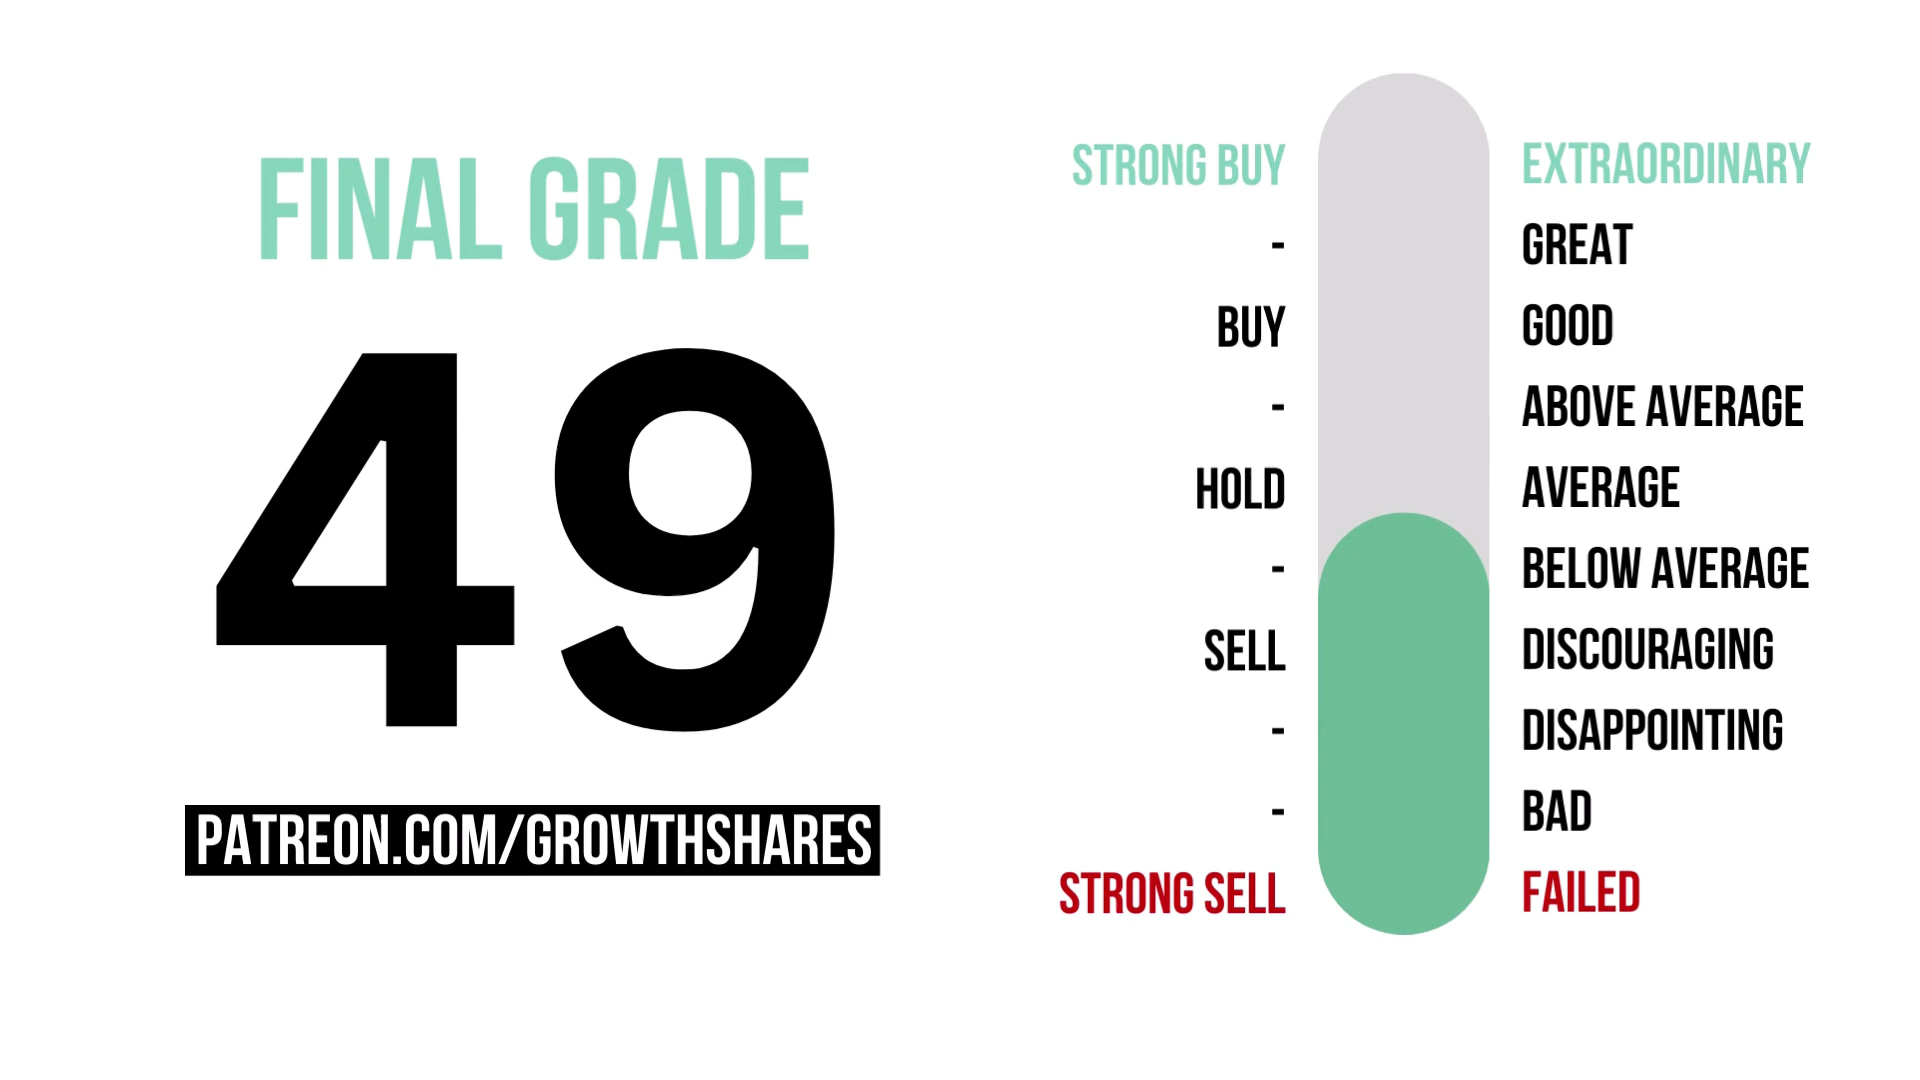 FINAL GRADE
49
PATREON.COM/GROWTHSHARES
STRONG BUY
-
BUY
-
HOLD
-
SELL
-
-
STRONG SELL
EXTRAORDINARY
GREAT
GOOD
ABOVE AVERAGE
AVERAGE
BELOW AVERAGE
DISCOURAGING
DISAPPOINTING
BAD
FAILED